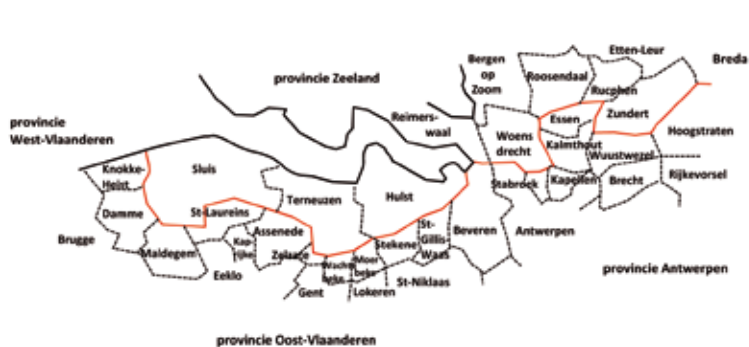 Etten-Leur
Bergen
op
Zoom
Breda
provincie Zeeland
Roosendaal
Rucphen
provincie
West-Vlaanderen
Reimers-
waal
Essen
Zundert
Woens
drecht
Hoogstraten
Kalmthout
Wuustwezel
Knokke-
Heist
Sluis
Stabroek
Kapellen
Brecht
Rijkevorsel
Terneuzen
Hulst
Damme
St-Laureins
Brugge
Assenede
Maldegem
Kap-
rijke
Zelzate
Eeklo
Wacht
beke
Moer
beke
Stekene
St-
Gillis-
Waas
Beveren
Antwerpen
Gent
Lokeren
St-Niklaas
provincie Antwerpen
provincie Oost-Vlaanderen